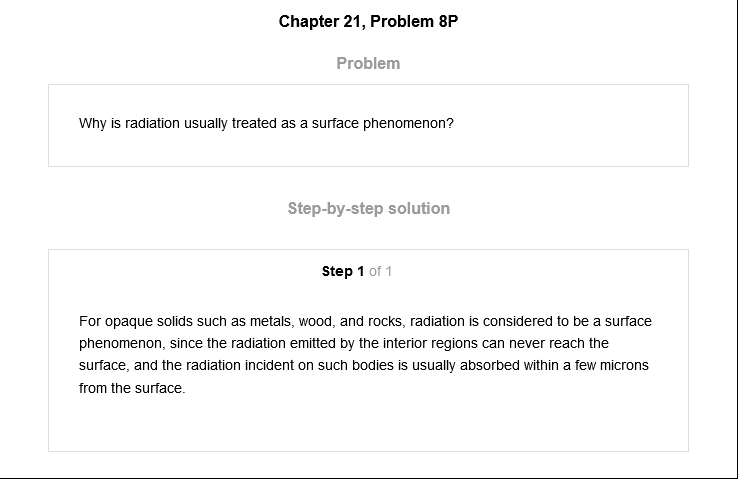 Chapter 21, Problem 8P
Problem
Why is radiation usually treated as a surface phenomenon?
Step-by-step solution
Step 1 of 1
For opaque solids such as metals, wood, and rocks, radiation is considered to be a surface
phenomenon, since the radiation emitted by the interior regions can never reach the
surface, and the radiation incident on such bodies is usually absorbed within a few microns
from the surface.